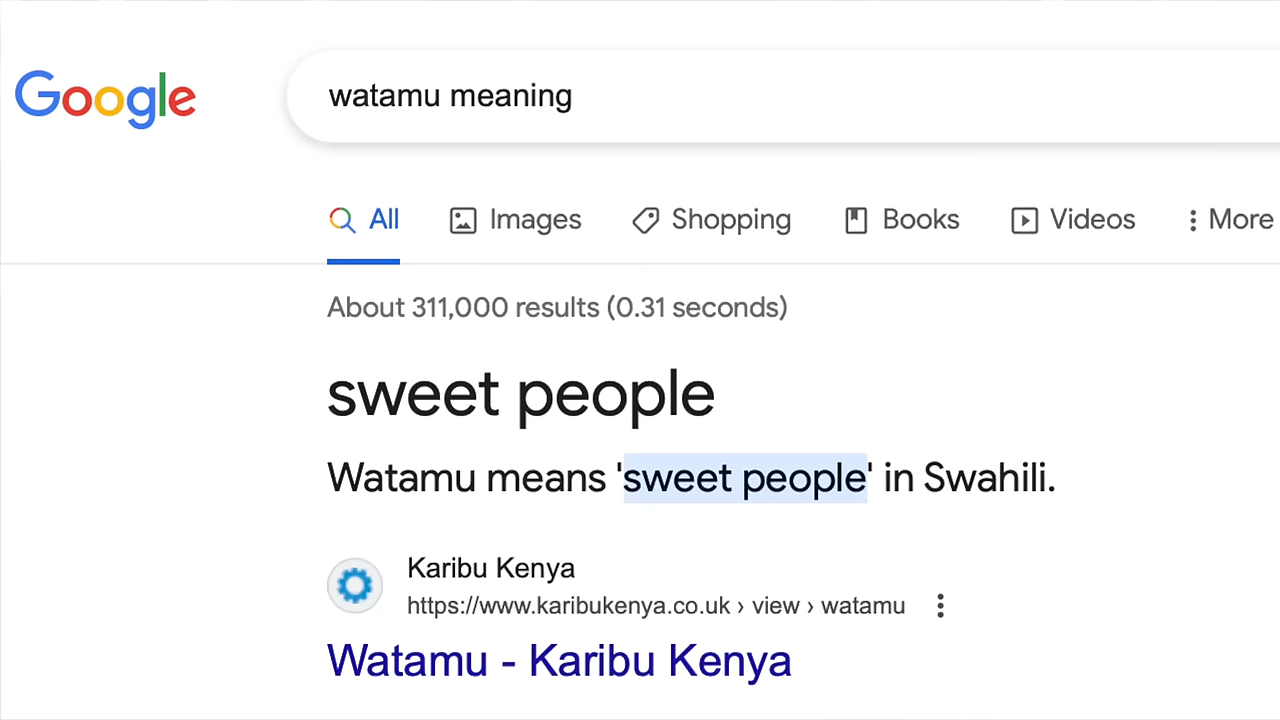 Google
watamu meaning
All Images Shopping Books Videos More
About 311,000 results (0.31 seconds)
sweet people
Watamu means 'sweet people' in Swahili.
Karibu Kenya
https://www.karibukenya.co.uk › view › watamu
Watamu - Karibu Kenya